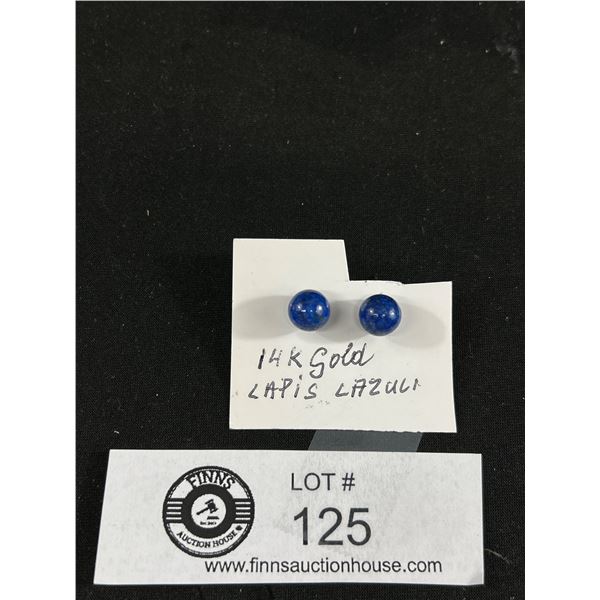 14K Gold
LAPIS LAZULI
FINNS
AUCTION HOUSE
LOT #
125
www.finnsauctionhouse.com